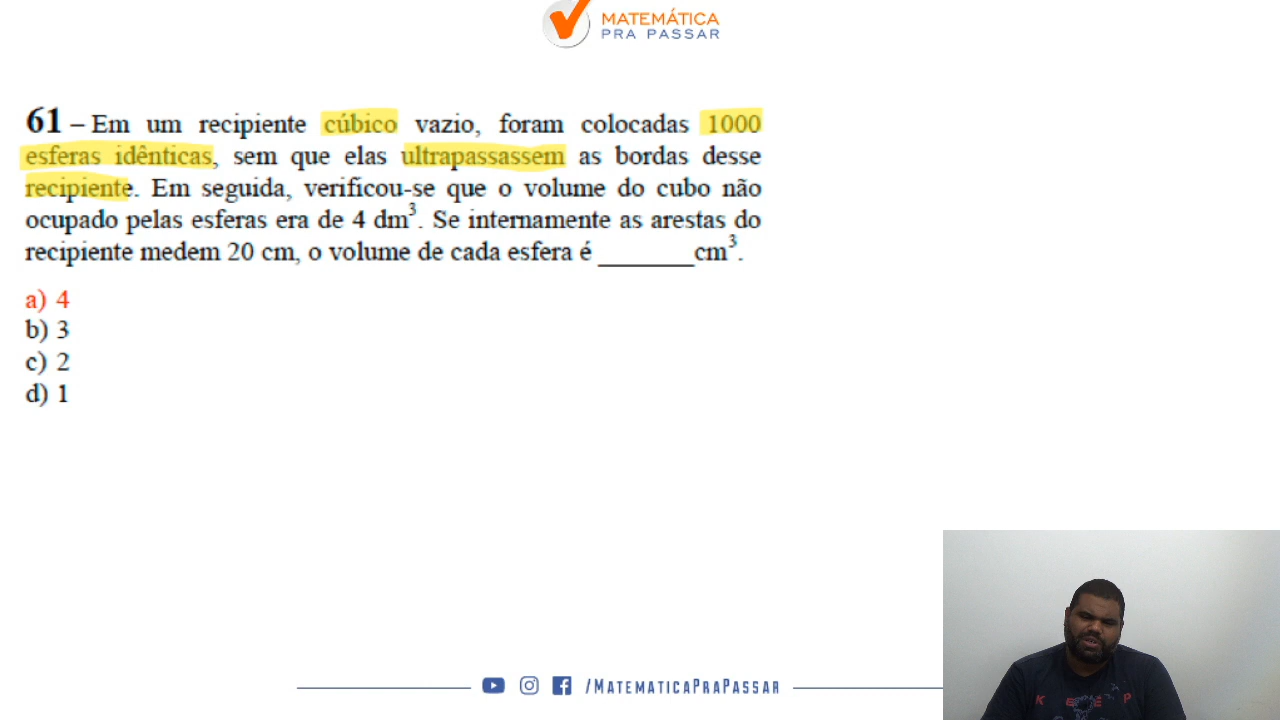 MATEMÁTICA
PRA PASSAR
61 – Em um recipiente cúbico vazio, foram colocadas 1000
esferas idênticas, sem que elas ultrapassassem as bordas desse
recipiente. Em seguida, verificou-se que o volume do cubo não
ocupado pelas esferas era de 4 dm³. Se internamente as arestas do
recipiente medem 20 cm, o volume de cada esfera é ________cm³.
a) 4
b) 3
c) 2
d) 1
/MATEMATICAPRAPASSAR